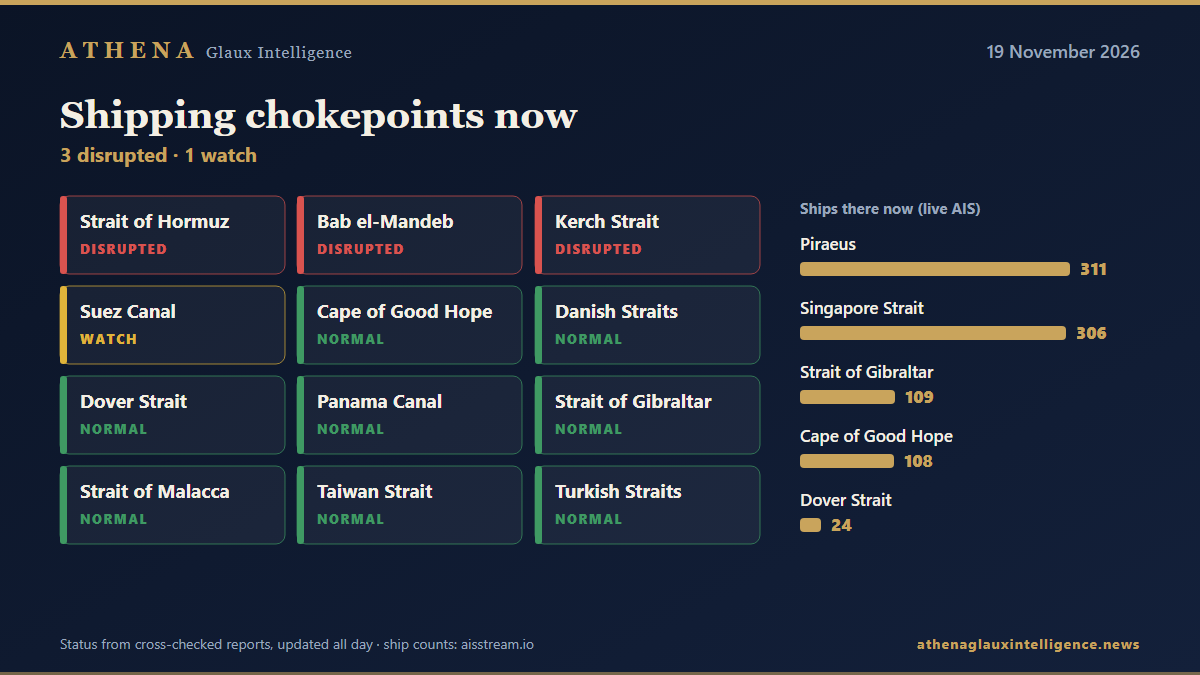 ATHENA Glaux Intelligence
19 November 2026
Shipping chokepoints now
3 disrupted · 1 watch
Strait of Hormuz
DISRUPTED
Bab el-Mandeb
DISRUPTED
Kerch Strait
DISRUPTED
Suez Canal
WATCH
Cape of Good Hope
NORMAL
Danish Straits
NORMAL
Dover Strait
NORMAL
Panama Canal
NORMAL
Strait of Gibraltar
NORMAL
Strait of Malacca
NORMAL
Taiwan Strait
NORMAL
Turkish Straits
NORMAL
Ships there now (live AIS)
Piraeus
311
Singapore Strait
306
Strait of Gibraltar
109
Cape of Good Hope
108
Dover Strait
24
Status from cross-checked reports, updated all day · ship counts: aisstream.io
athenaglauxintelligence.news